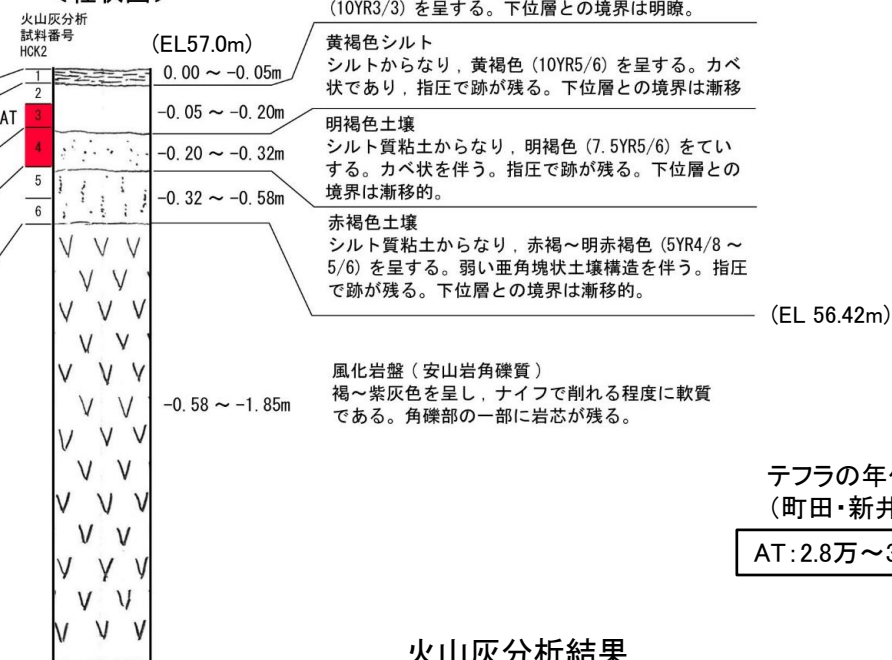 火山灰分析
試料番号
HCK2
(EL57.0m)
1
2
AT
3
4
5
6
0.00 ～ -0.05m
-0.05 ～ -0.20m
-0.20 ～ -0.32m
-0.32 ～ -0.58m
-0.58 ～ -1.85m
(10YR3/3) を呈する。下位層との境界は明瞭。
黄褐色シルト
シルトからなり, 黄褐色 (10YR5/6) を呈する。カベ
状であり, 指圧で跡が残る。下位層との境界は漸移
明褐色土壌
シルト質粘土からなり, 明褐色 (7.5YR5/6) をてい
する。カベ状を伴う。指圧で跡が残る。下位層との
境界は漸移的。
赤褐色土壌
シルト質粘土からなり, 赤褐～明赤褐色 (5YR4/8 ～
5/6) を呈する。弱い亜角塊状土壌構造を伴う。指圧
で跡が残る。下位層との境界は漸移的。
(EL 56.42m)
風化岩盤 ( 安山岩角礫質 )
褐～紫灰色を呈し, ナイフで削れる程度に軟質
である。角礫部の一部に岩芯が残る。
テフラの年
(町田・新井
AT:2.8万～
火山灰分析結果